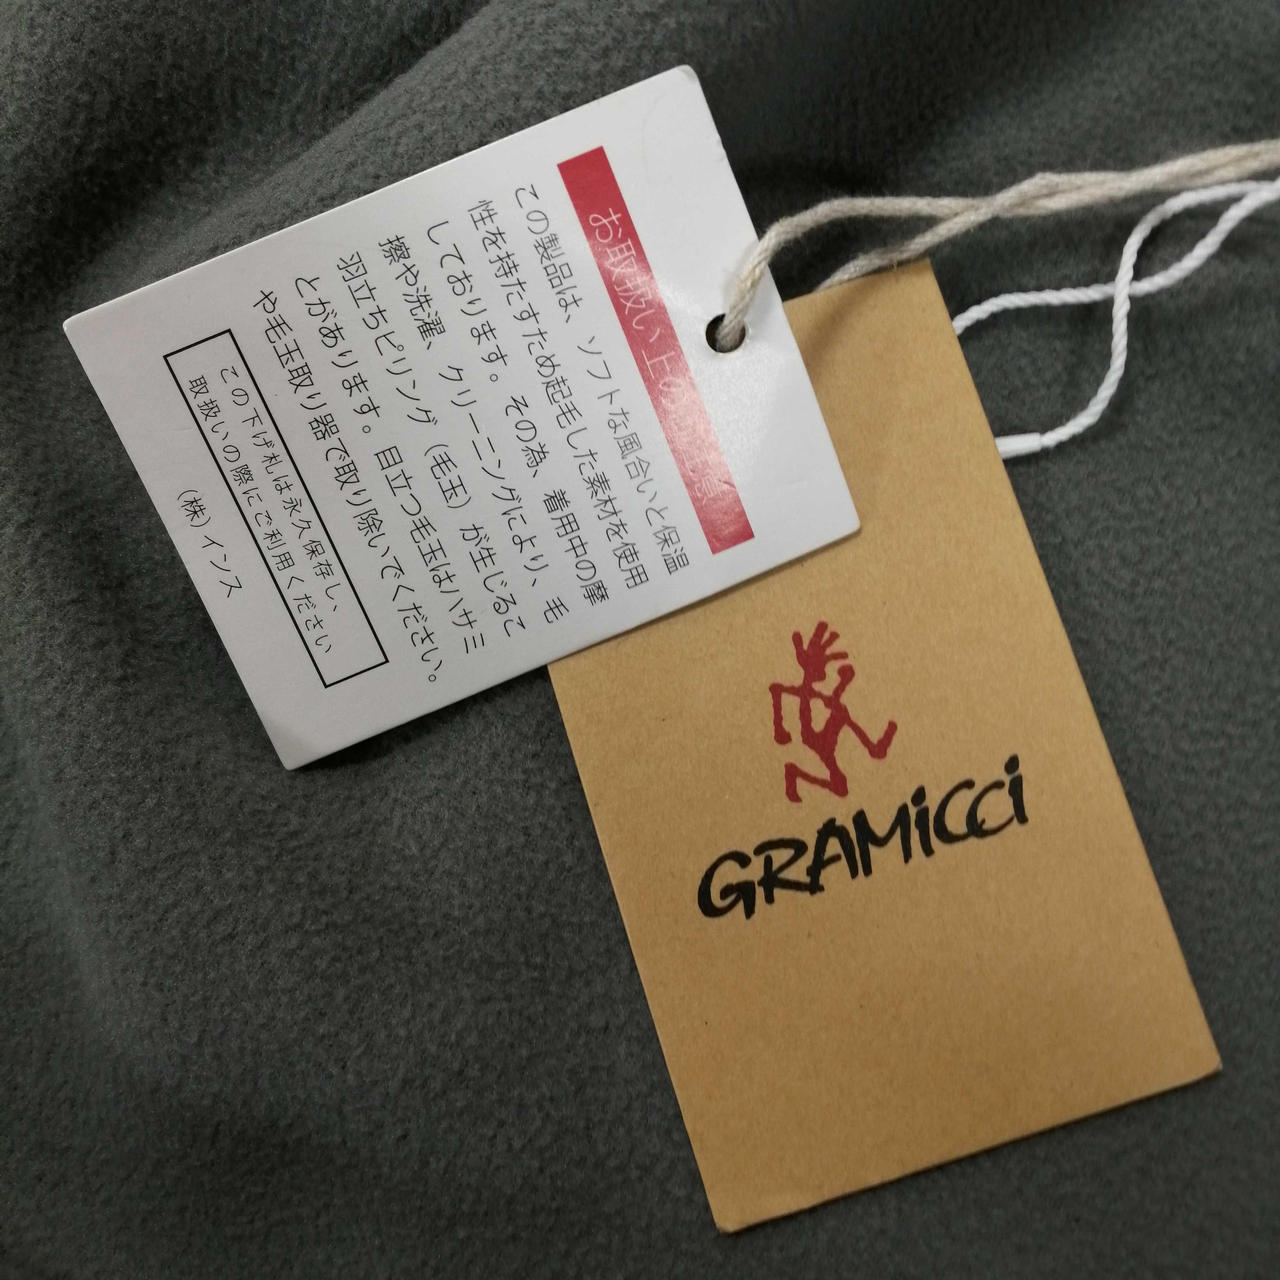 お取扱い上のご注意
この製品は、ソフトな風合いと保温
性を持たすため起毛した素材を使用
しております。その為、着用中の摩
擦や洗濯、クリーニングにより、毛
羽立ちピリング（毛玉）が生じるこ
とがあります。目立つ毛玉はハサミ
や毛玉取り器で取り除いでください。
この下げ札は永久保存し、
取扱いの際にご利用ください
（株）インス
GRAMiCCi